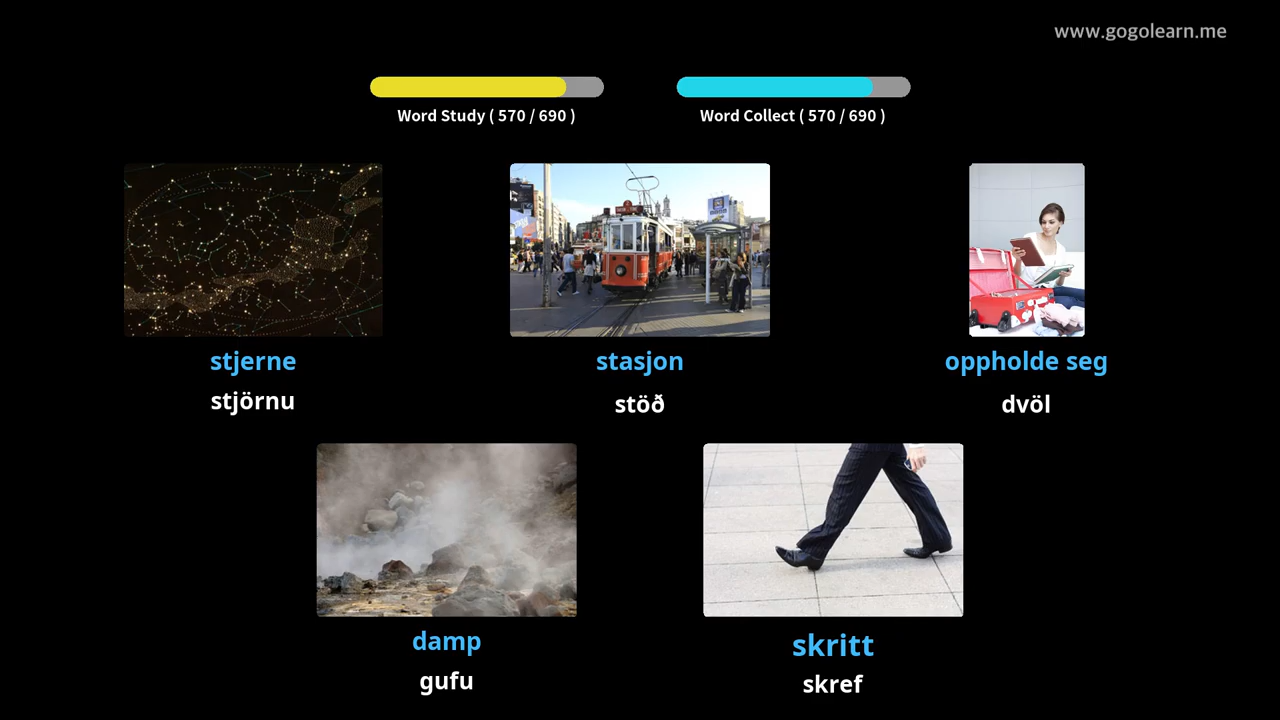 www.gogolearn.me
Word Study ( 570 / 690 )
Word Collect ( 570 / 690 )
stjerne
stasjon
oppholde seg
stjörnu
stöð
dvöl
damp
skritt
gufu
skref